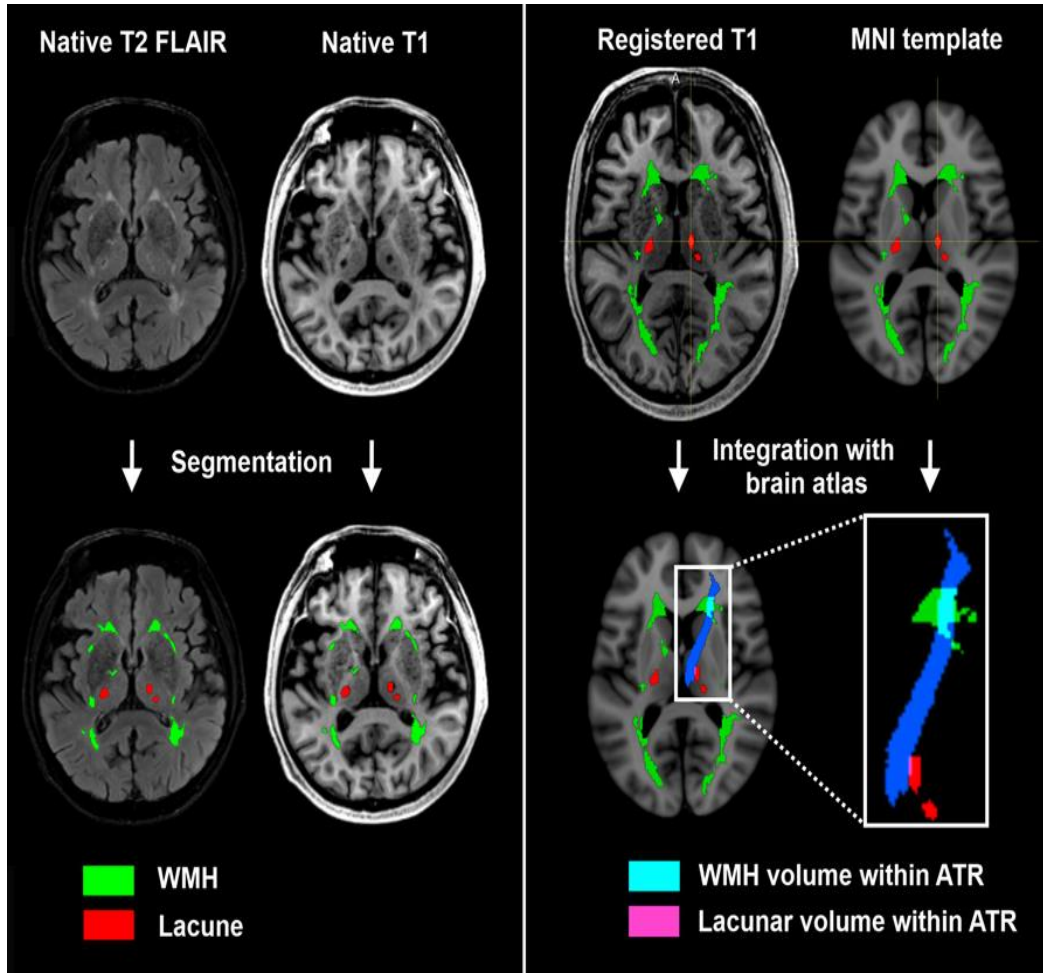 Native T2 FLAIR
Native T1
Registered T1
MNI template
A
Segmentation
Integration with
brain atlas
WMH
Lacune
WMH volume within ATR
Lacunar volume within ATR